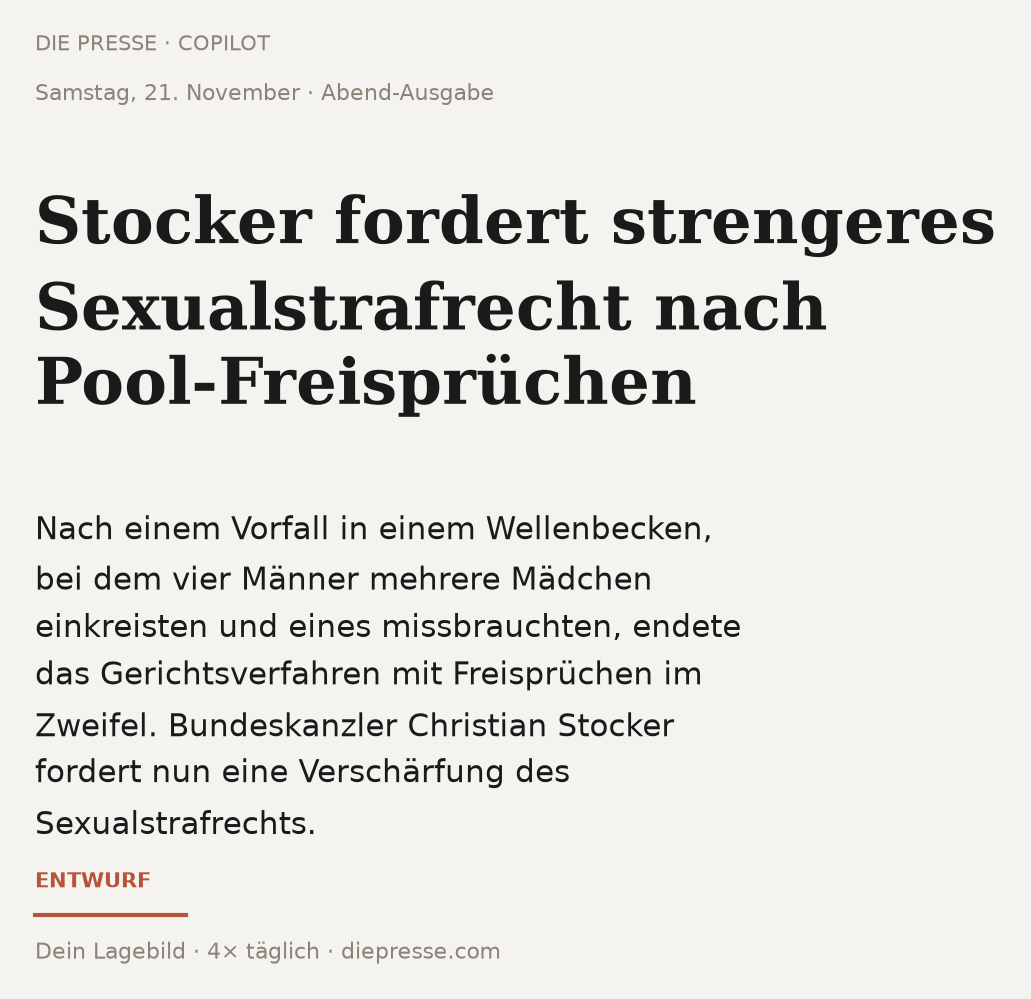 DIE PRESSE · COPILOT
Samstag, 21. November · Abend-Ausgabe
Stocker fordert strengeres
Sexualstrafrecht nach
Pool-Freisprüchen
Nach einem Vorfall in einem Wellenbecken,
bei dem vier Männer mehrere Mädchen
einkreisten und eines missbrauchten, endete
das Gerichtsverfahren mit Freisprüchen im
Zweifel. Bundeskanzler Christian Stocker
fordert nun eine Verschärfung des
Sexualstrafrechts.
ENTWURF
Dein Lagebild · 4× täglich · diepresse.com